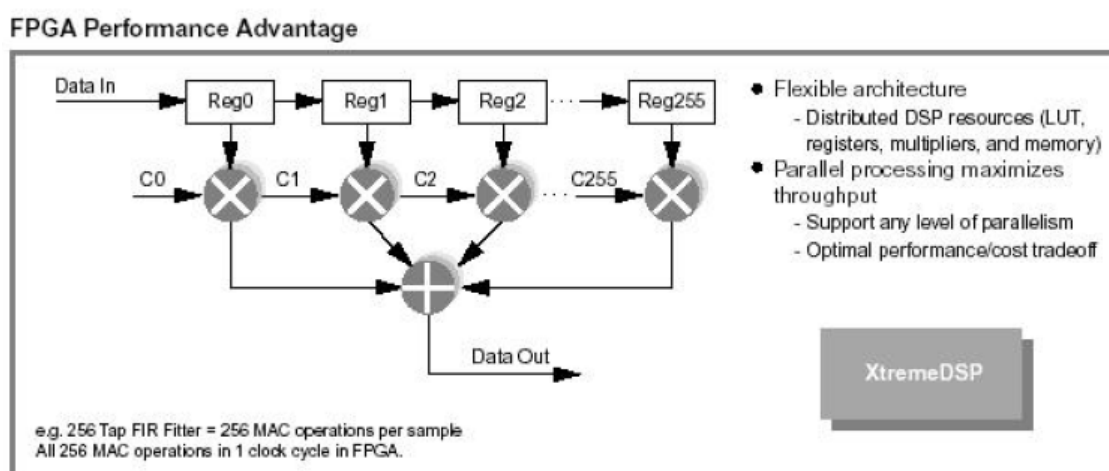 FPGA Performance Advantage
Data In
Reg0
Reg1
Reg2
Reg255
C0
C1
C2
C255
Data Out
e.g. 256 Tap FIR Fitter = 256 MAC operations per sample
All 256 MAC operations in 1 clock cycle in FPGA.
● Flexible architecture
- Distributed DSP resources (LUT,
registers, multipliers, and memory)
● Parallel processing maximizes
throughput
- Support any level of parallelism
- Optimal performance/cost tradeoff
XtremeDSP